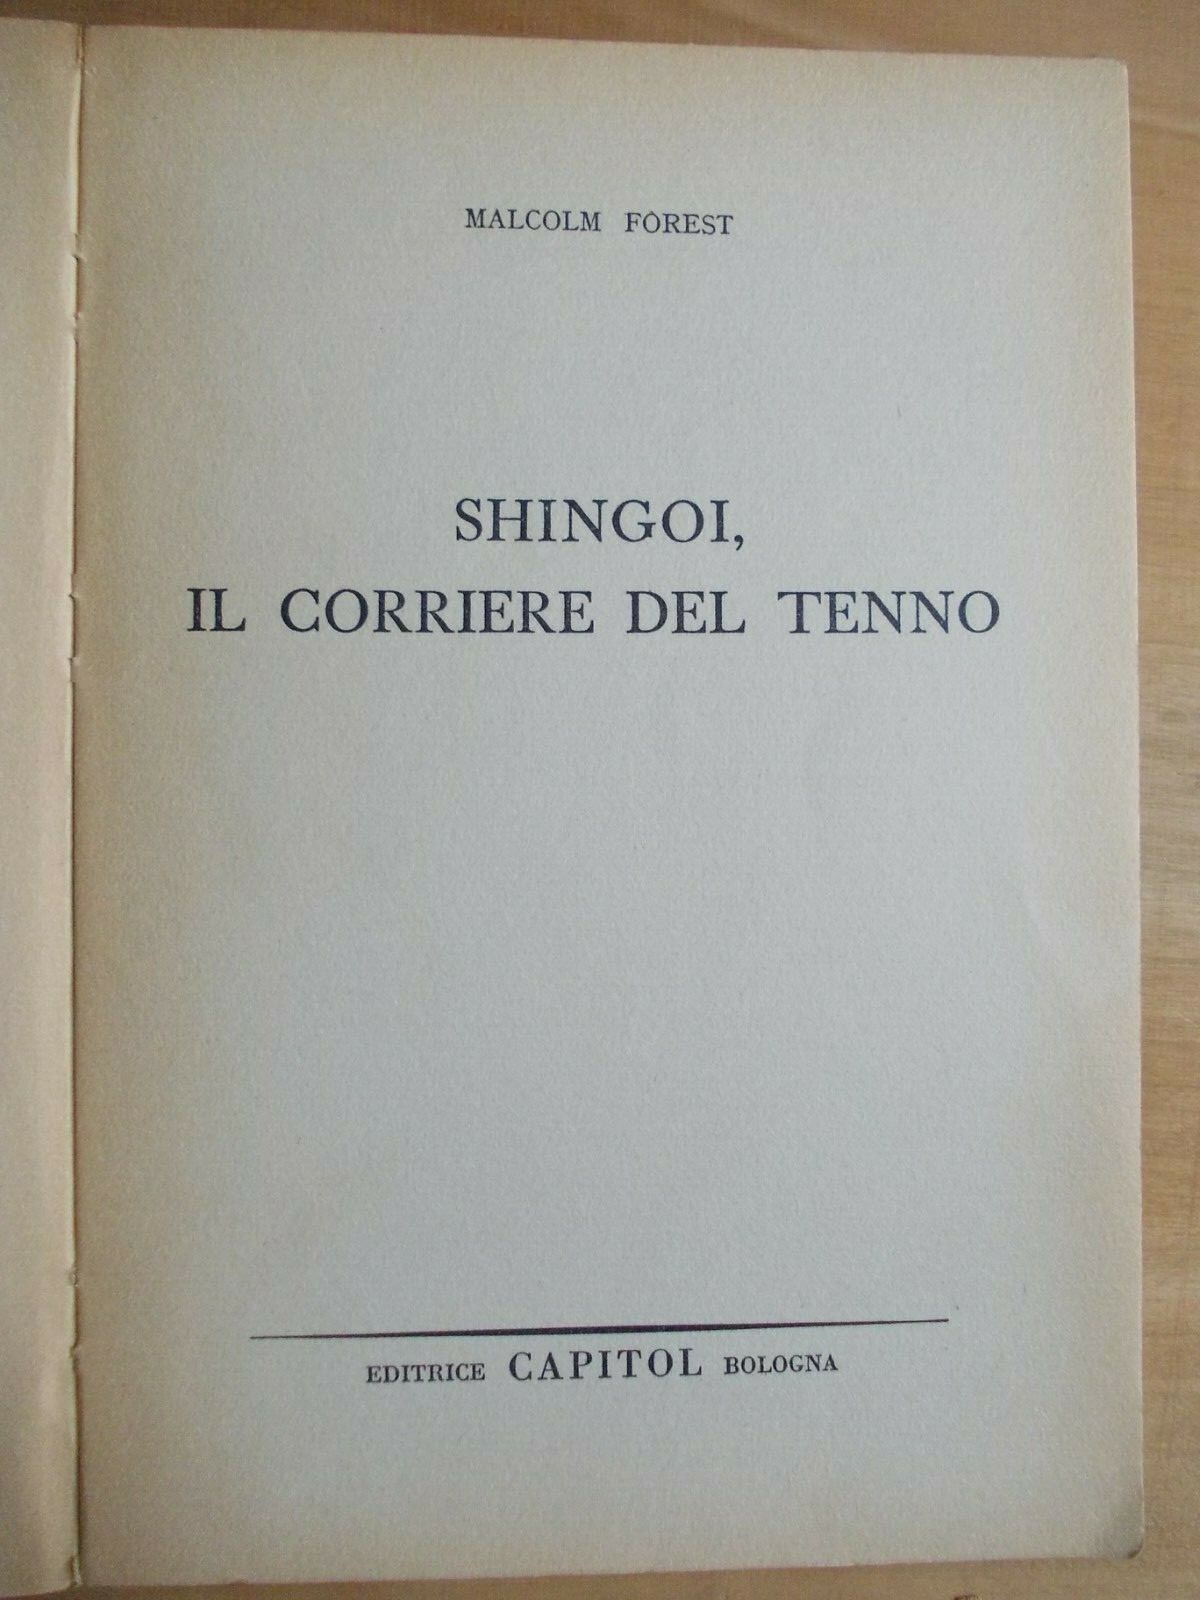 MALCOLM FOREST
SHINGOI,
IL CORRIERE DEL TENNO
EDITRICE CAPITOL BOLOGNA